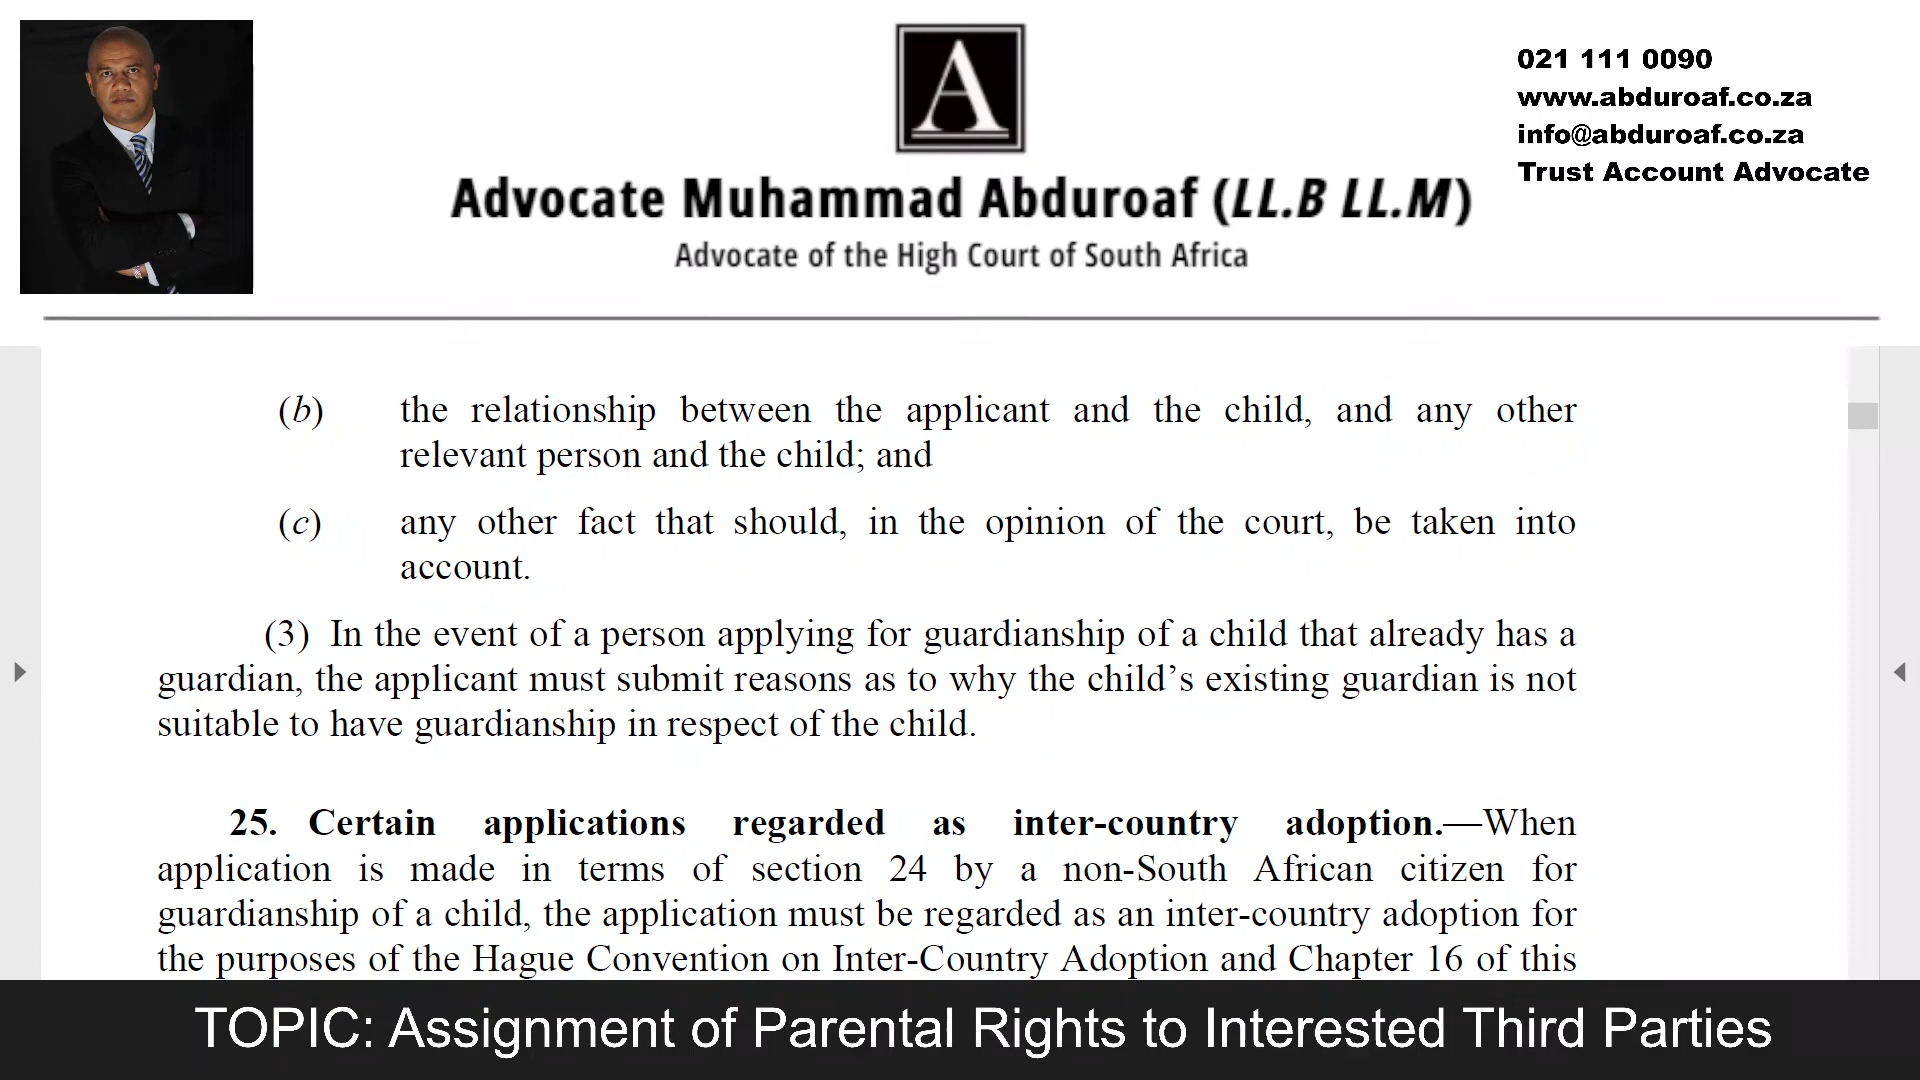 A
Advocate Muhammad Abduroaf (LL.B LL.M)
Advocate of the High Court of South Africa
021 111 0090
www.abduroaf.co.za
info@abduroaf.co.za
Trust Account Advocate
(b) the relationship between the applicant and the child, and any other
relevant person and the child; and
(c) any other fact that should, in the opinion of the court, be taken into
account.
(3) In the event of a person applying for guardianship of a child that already has a
guardian, the applicant must submit reasons as to why the child’s existing guardian is not
suitable to have guardianship in respect of the child.
25. Certain applications regarded as inter-country adoption.—When
application is made in terms of section 24 by a non-South African citizen for
guardianship of a child, the application must be regarded as an inter-country adoption for
the purposes of the Hague Convention on Inter-Country Adoption and Chapter 16 of this
TOPIC: Assignment of Parental Rights to Interested Third Parties